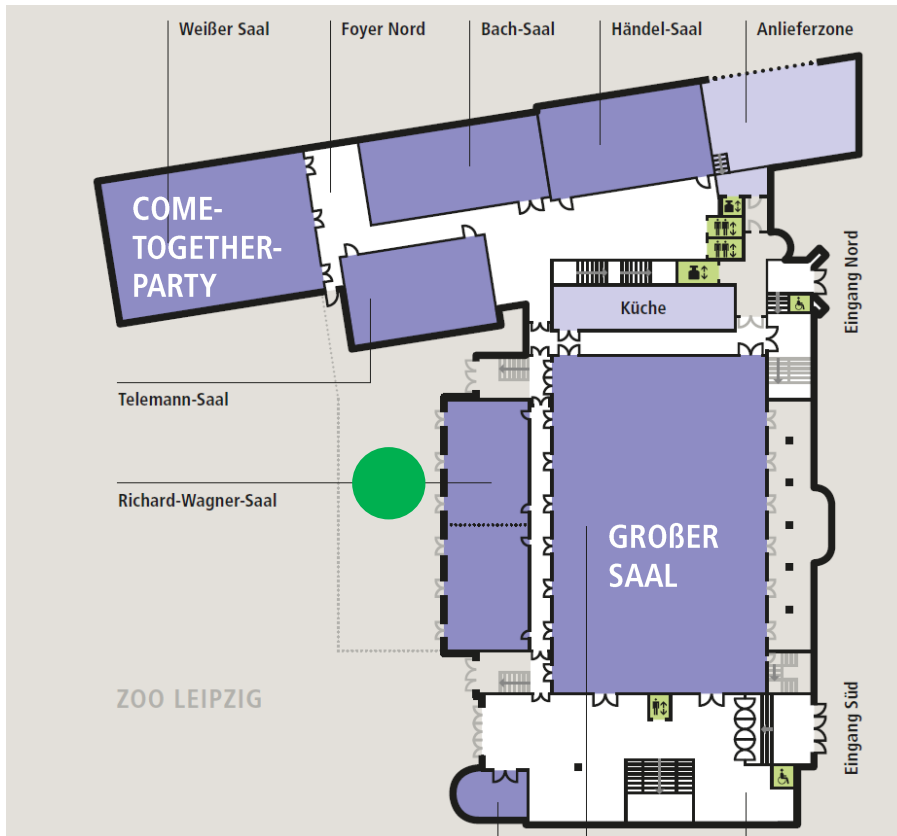 Weißer Saal
Foyer Nord
Bach-Saal
Händel-Saal
Anlieferzone
COME-
TOGETHER-
PARTY
Eingang Nord
Küche
Telemann-Saal
Richard-Wagner-Saal
GROßER
SAAL
ZOO LEIPZIG
Eingang Süd